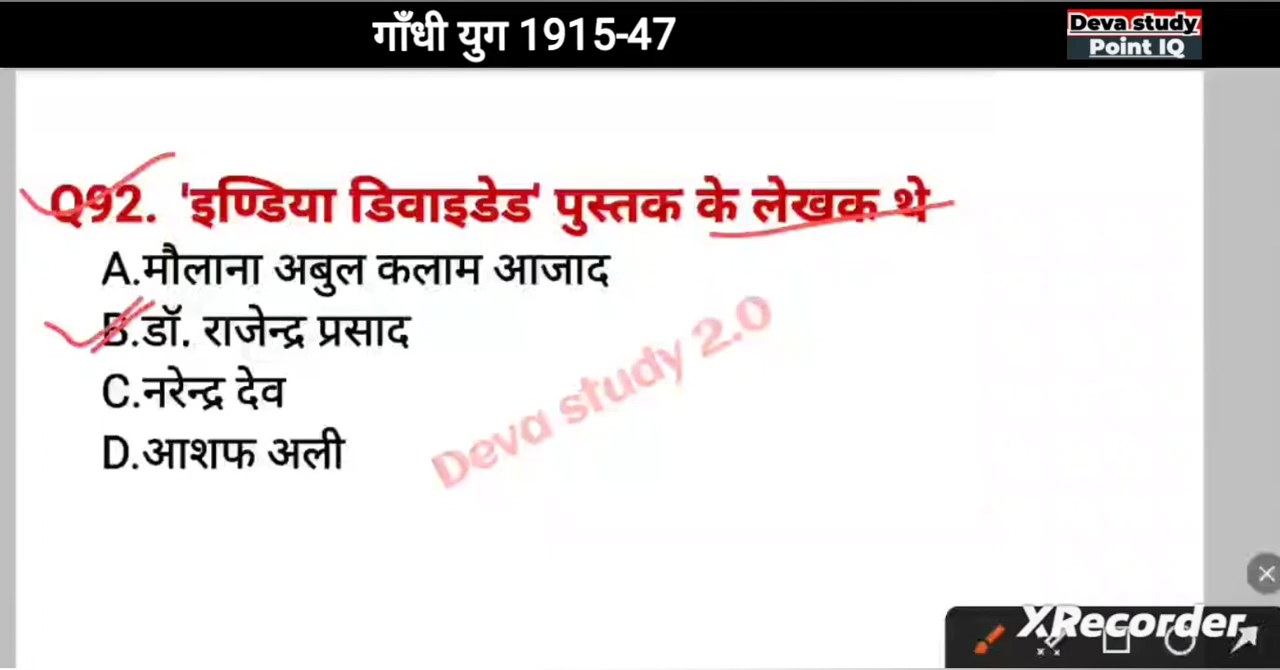 गाँधी युग 1915-47
Deva study
Point IQ
Q92. 'इण्डिया डिवाइडेड' पुस्तक के लेखक थे
A.मौलाना अबुल कलाम आजाद
B.डॉ. राजेन्द्र प्रसाद
C.नरेन्द्र देव
D.आशफ अली
Deva study 2.0
XRecorder